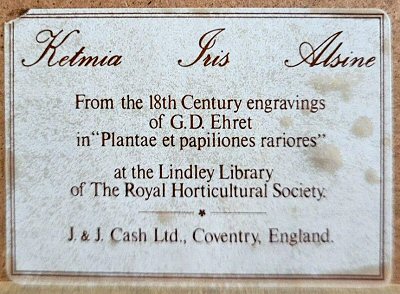 Ketmia Iris Alsine
From the 18th Century engravings
of G.D. Ehret
in "Plantae et papiliones rariores"
at the Lindley Library
of The Royal Horticultural Society.
J. & J. Cash Ltd., Coventry, England.